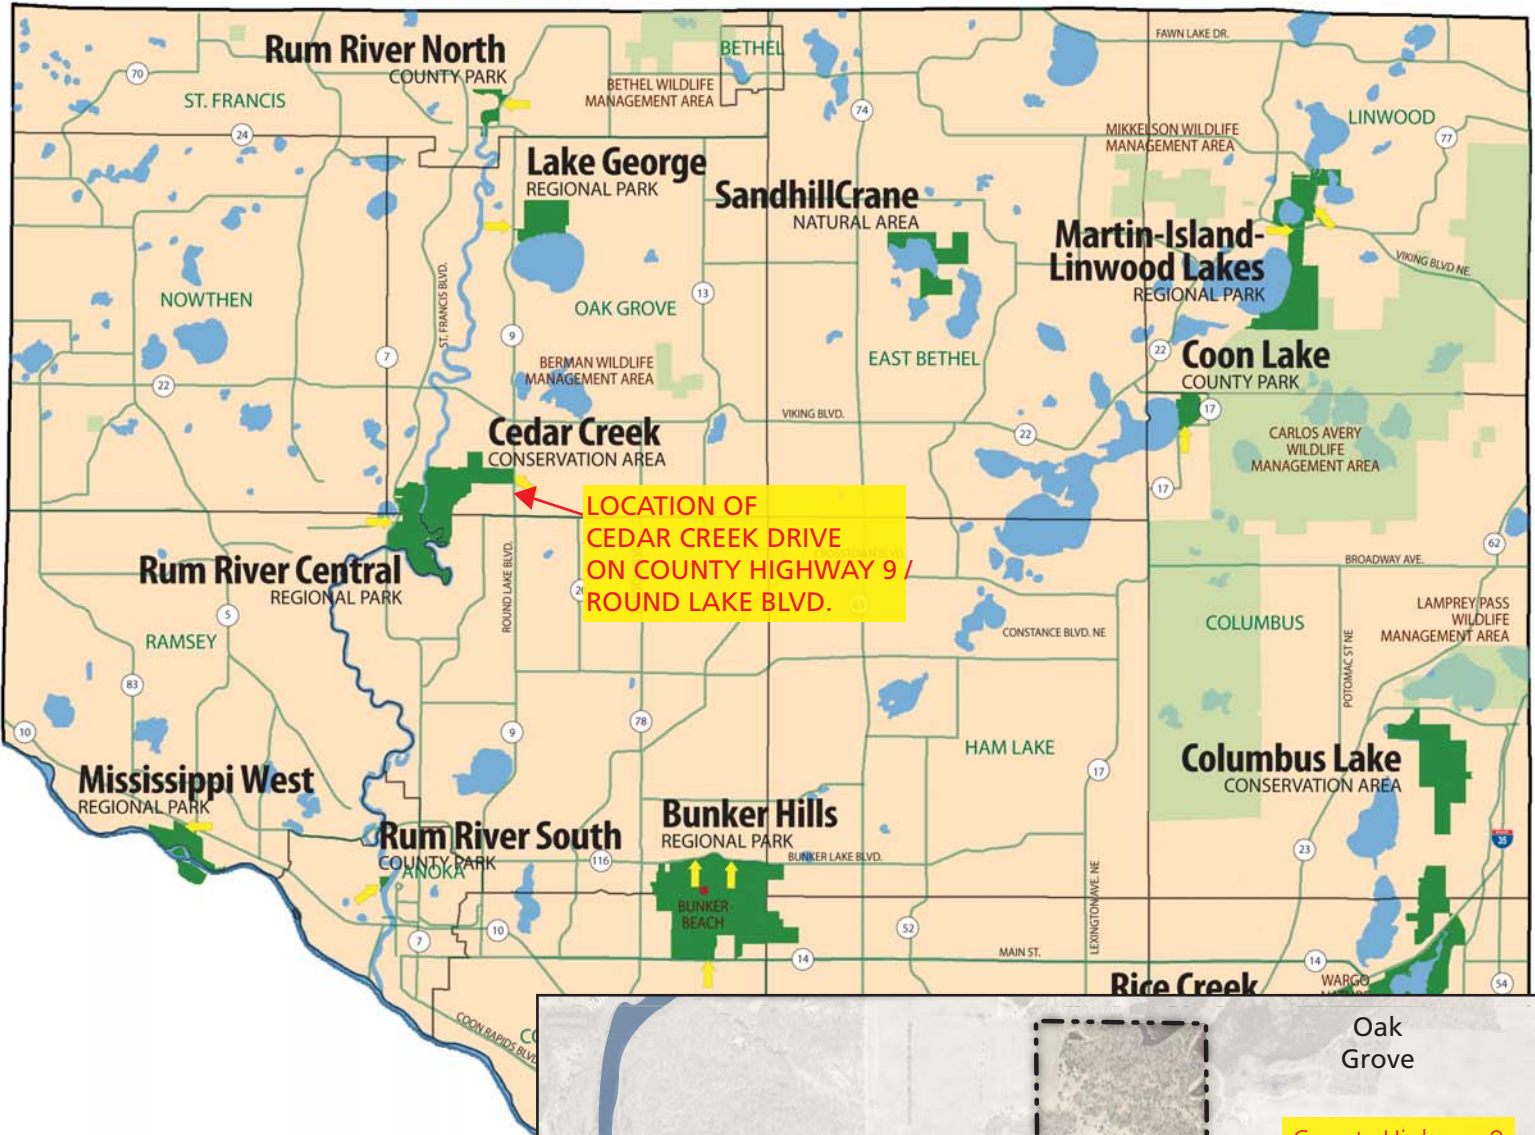 FAWN LAKE DR.
Rum River North
COUNTY PARK
BETHEL
70
ST. FRANCIS
BETHEL WILDLIFE
MANAGEMENT AREA
74
LINWOOD
24
MIKKELSON WILDLIFE
MANAGEMENT AREA
77
Lake George
REGIONAL PARK
SandhillCrane
NATURAL AREA
Martin-Island-
Linwood Lakes
REGIONAL PARK
VIKING BLVD NE.
NOWTHEN
ST. FRANCIS BLVD.
13
OAK GROVE
9
7
22
BERMAN WILDLIFE
MANAGEMENT AREA
EAST BETHEL
22
Coon Lake
COUNTY PARK
17
VIKING BLVD.
22
Cedar Creek
CONSERVATION AREA
CARLOS AVERY
WILDLIFE
MANAGEMENT AREA
17
LOCATION OF
CEDAR CREEK DRIVE
ON COUNTY HIGHWAY 9 /
ROUND LAKE BLVD.
62
BROADWAY AVE.
Rum River Central
REGIONAL PARK
ROUND LAKE BLVD.
5
RAMSEY
CONSTANCE BLVD. NE
COLUMBUS
LAMPREY PASS
WILDLIFE
MANAGEMENT AREA
POTOMAC ST NE
83
10
9
78
HAM LAKE
17
Columbus Lake
CONSERVATION AREA
Mississippi West
REGIONAL PARK
Rum River South
COUNTY PARK
ANOKA
Bunker Hills
REGIONAL PARK
BUNKER LAKE BLVD.
116
23
35
BUNKER
BEACH
LEXINGTON AVE. NE
7
10
52
MAIN ST.
14
14
Rice Creek
WARGO
54
COON RAPIDS BLVD
Oak
Grove
County Highway 9